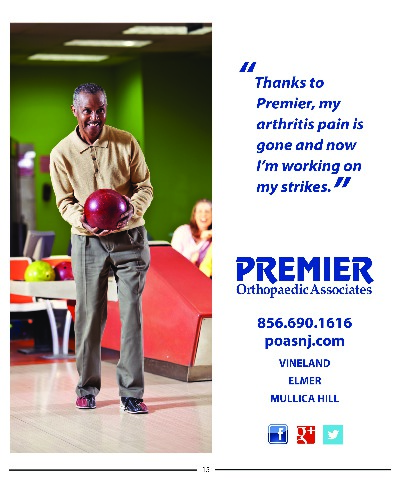 “Thanks to
Premier, my
arthritis pain is
gone and now
I’m working on
my strikes.”
PREMIER
Orthopaedic Associates
856.690.1616
poasnj.com
VINELAND
ELMER
MULLICA HILL
f
g+
15